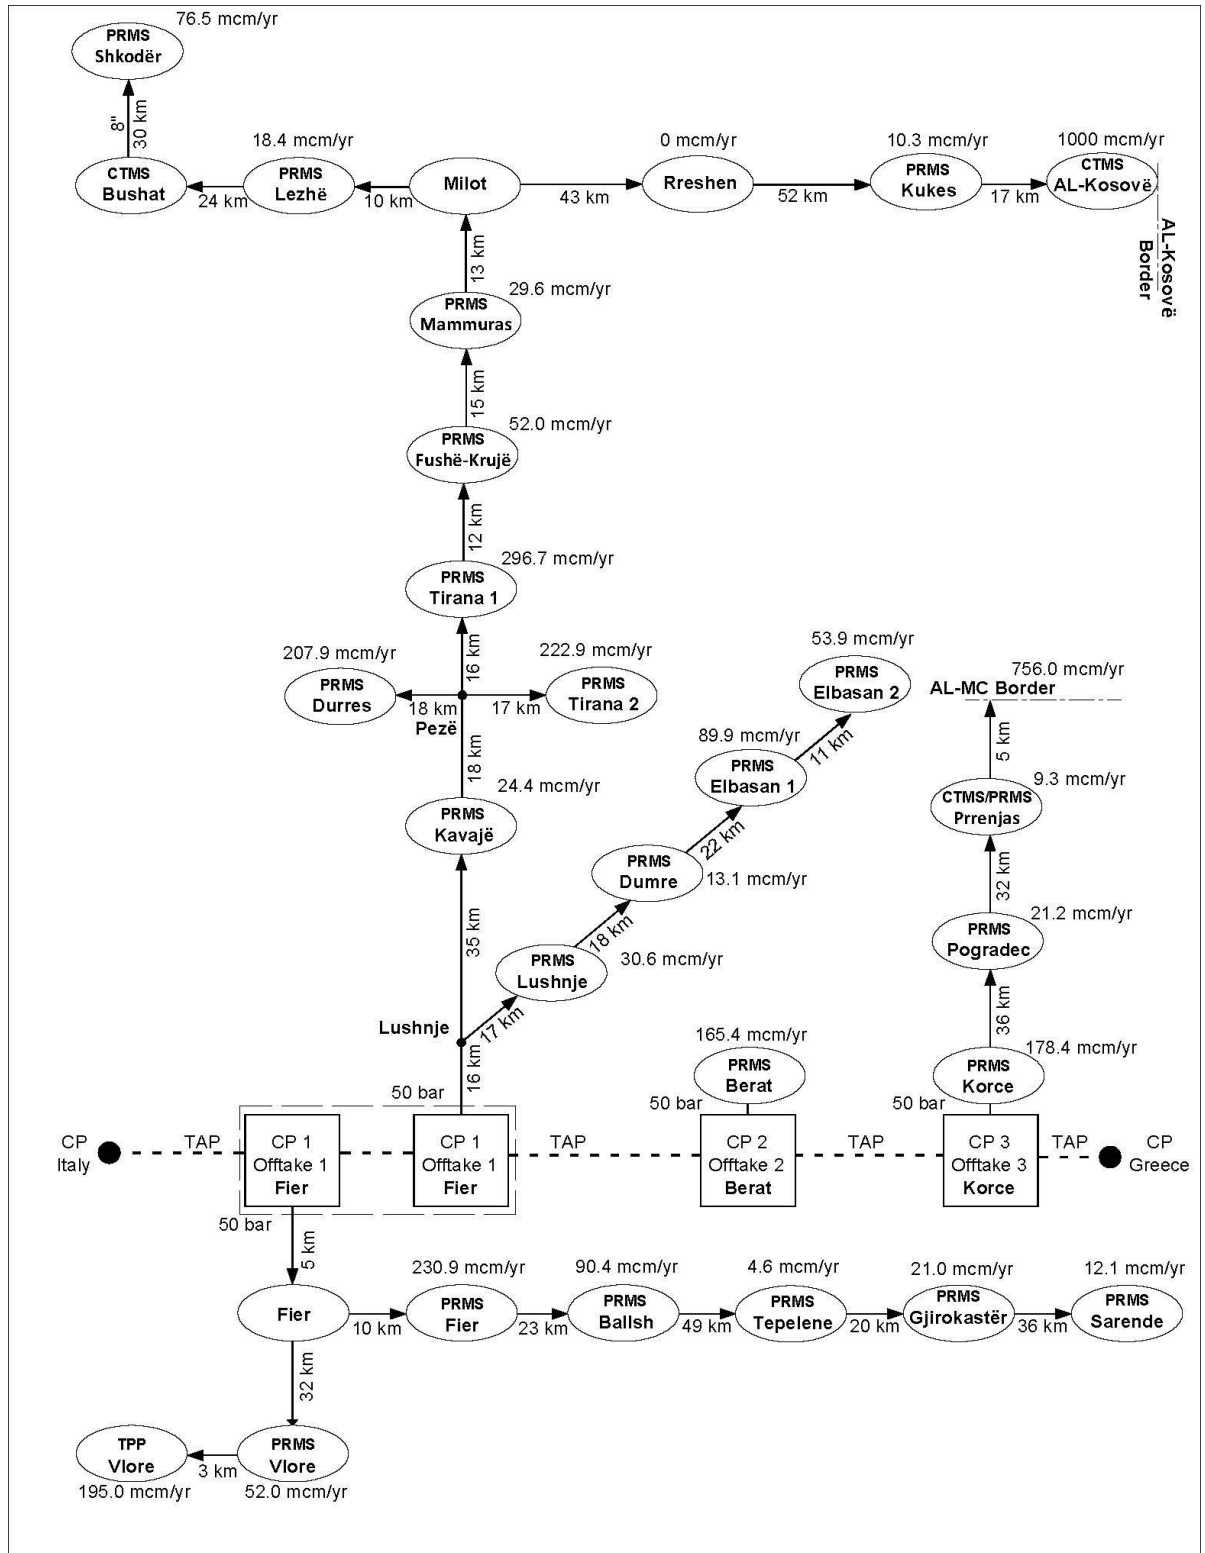 76.5 mcm/yr
PRMS
Shkodër
8"
30 km
18.4 mcm/yr
0 mcm/yr
10.3 mcm/yr
1000 mcm/yr
CTMS
Bushat
24 km
PRMS
Lezhë
10 km
Milot
43 km
Rreshen
52 km
PRMS
Kukes
17 km
CTMS
AL-Kosovë
AL-Kosovë
Border
13 km
29.6 mcm/yr
PRMS
Mammuras
15 km
52.0 mcm/yr
PRMS
Fushë-Krujë
12 km
296.7 mcm/yr
PRMS
Tirana 1
16 km
207.9 mcm/yr
222.9 mcm/yr
PRMS
Durres
18 km
Pezë
17 km
PRMS
Tirana 2
53.9 mcm/yr
PRMS
Elbasan 2
756.0 mcm/yr
AL-MC Border
18 km
89.9 mcm/yr
11 km
5 km
PRMS
Elbasan 1
24.4 mcm/yr
PRMS
Kavajë
9.3 mcm/yr
CTMS/PRMS
Prrenjas
22 km
PRMS
Dumre
13.1 mcm/yr
32 km
35 km
18 km
21.2 mcm/yr
PRMS
Pogradec
PRMS
Lushnje
30.6 mcm/yr
36 km
Lushnje
17 km
16 km
165.4 mcm/yr
178.4 mcm/yr
PRMS
Berat
PRMS
Korce
50 bar
50 bar
50 bar
CP
Italy
TAP
CP 1
Offtake 1
Fier
CP 1
Offtake 1
Fier
TAP
CP 2
Offtake 2
Berat
TAP
CP 3
Offtake 3
Korce
TAP
CP
Greece
50 bar
5 km
230.9 mcm/yr
90.4 mcm/yr
4.6 mcm/yr
21.0 mcm/yr
12.1 mcm/yr
Fier
10 km
PRMS
Fier
23 km
PRMS
Ballsh
49 km
PRMS
Tepelene
20 km
PRMS
Gjirokastër
36 km
PRMS
Sarende
32 km
TPP
Vlore
3 km
PRMS
Vlore
195.0 mcm/yr
52.0 mcm/yr